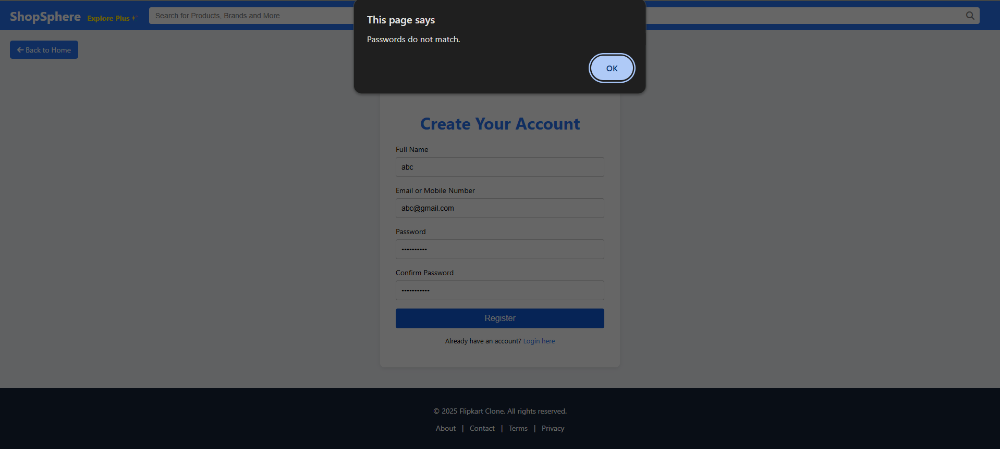 ShopSphere Explore Plus
Search for Products, Brands and More
This page says
Passwords do not match.
OK
Back to Home
Create Your Account
Full Name
abc
Email or Mobile Number
abc@gmail.com
Password
••••••••••
Confirm Password
•••••••••••
Register
Already have an account? Login here
© 2025 Flipkart Clone. All rights reserved.
About | Contact | Terms | Privacy